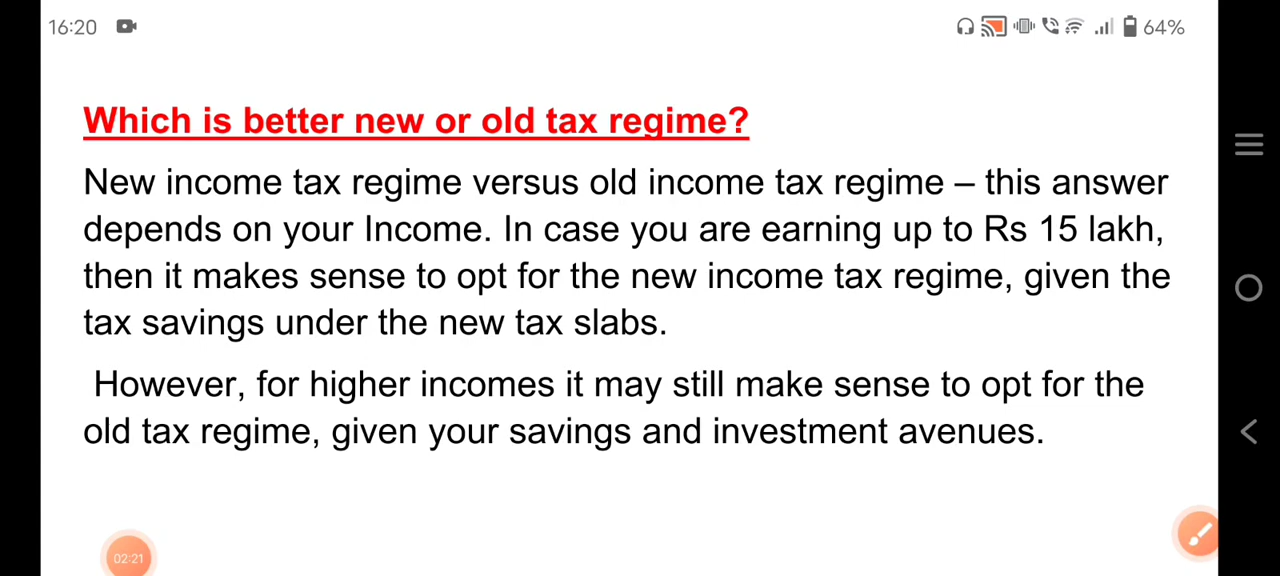 16:20
64%
Which is better new or old tax regime?
New income tax regime versus old income tax regime – this answer
depends on your Income. In case you are earning up to Rs 15 lakh,
then it makes sense to opt for the new income tax regime, given the
tax savings under the new tax slabs.
However, for higher incomes it may still make sense to opt for the
old tax regime, given your savings and investment avenues.
02:21